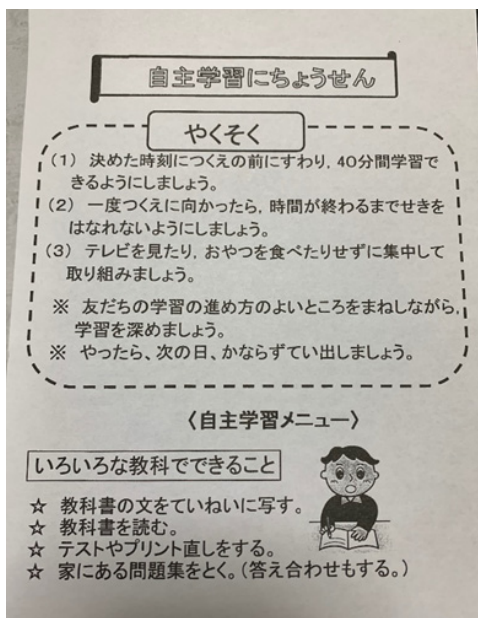 自主学習にちょうせん
やくそく
(1) 決めた時刻につくえの前にすわり,40分間学習で
きるようにしましょう。
(2) 一度つくえに向かったら,時間が終わるまでせきを
はなれないようにしましょう。
(3) テレビを見たり,おやつを食べたりせずに集中して
取り組みましょう。
※ 友だちの学習の進め方のよいところをまねしながら,
学習を深めましょう。
※ やったら、次の日、かならずてい出しましょう。
〈自主学習メニュー〉
いろいろな教科でできること
☆ 教科書の文をていねいに写す。
☆ 教科書を読む。
☆ テストやプリント直しをする。
☆ 家にある問題集をとく。(答え合わせもする。)